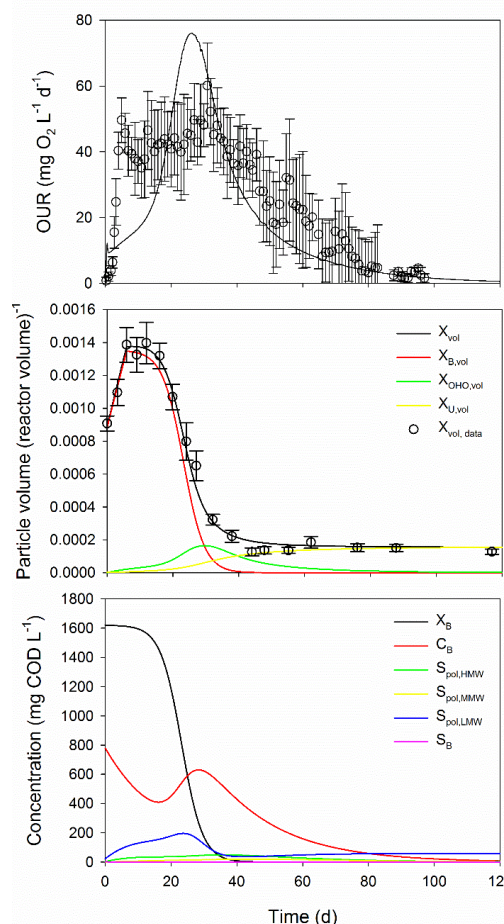 OUR (mg O2 L-1 d-1)
80
60
40
20
0
Particle volume (reactor volume)-1
0.0016
0.0014
0.0012
0.0010
0.0008
0.0006
0.0004
0.0002
0.0000
Xvol
XB,vol
XOHO,vol
XU,vol
Xvol, data
Concentration (mg COD L-1)
1800
1600
1400
1200
1000
800
600
400
200
0
XB
CB
Spol,HMW
Spol,MMW
Spol,LMW
SB
0 20 40 60 80 100 120
Time (d)